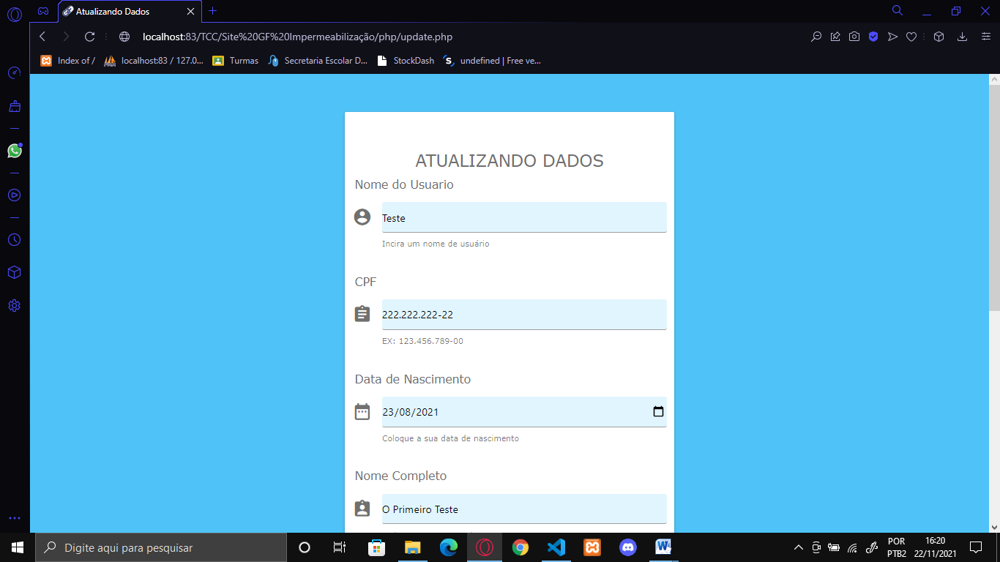 Atualizando Dados
localhost:83/TCC/Site%20GF%20Impermeabilização/php/update.php
Index of / localhost:83 / 127.0... Turmas Secretaria Escolar D... StockDash undefined | Free ve...
ATUALIZANDO DADOS
Nome do Usuario
Teste
Incira um nome de usuário
CPF
222.222.222-22
EX: 123.456.789-00
Data de Nascimento
23/08/2021
Coloque a sua data de nascimento
Nome Completo
O Primeiro Teste
Digite aqui para pesquisar
POR
PTB2
16:20
22/11/2021